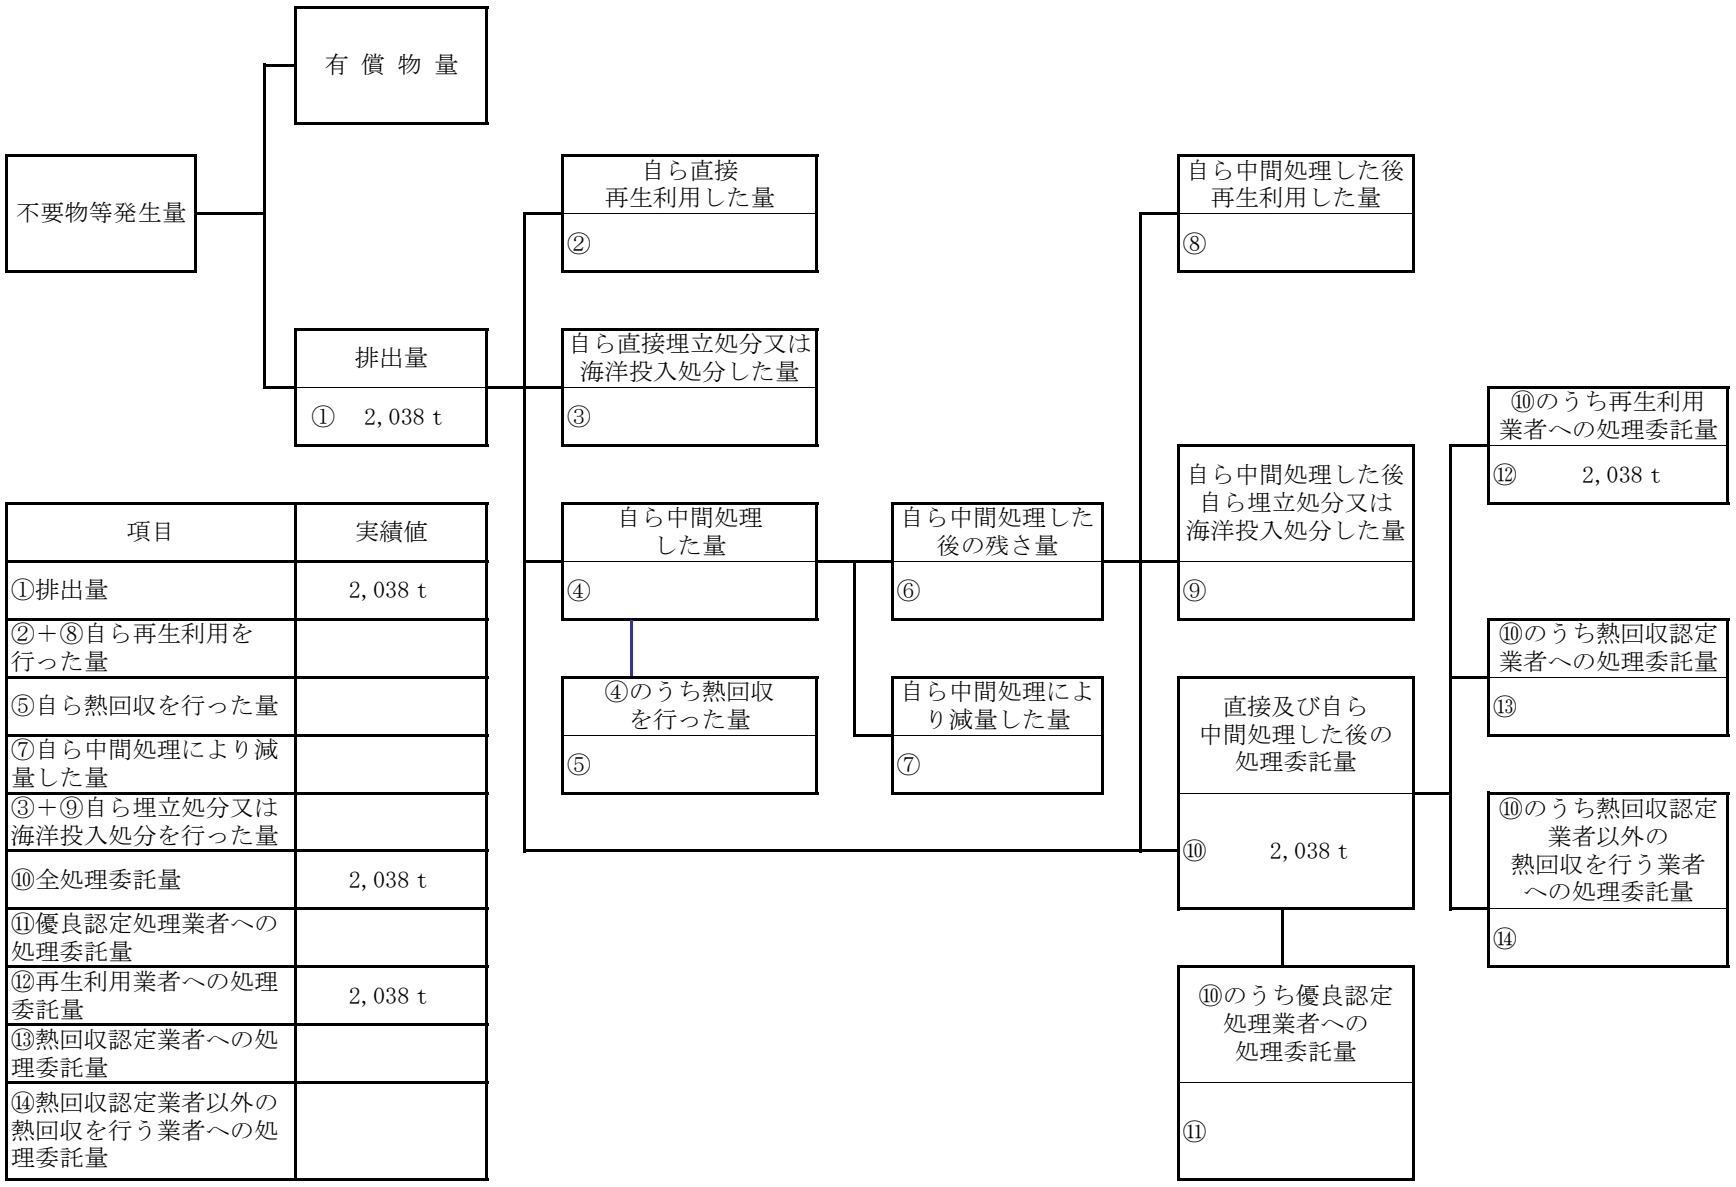 有償物量
不要物等発生量
自ら直接
再生利用した量
②
自ら中間処理した後
再生利用した量
⑧
排出量
① 2,038 t
自ら直接埋立処分又は
海洋投入処分した量
③
⑩のうち再生利用
業者への処理委託量
⑫ 2,038 t
自ら中間処理した後
自ら埋立処分又は
海洋投入処分した量
⑨
自ら中間処理
した量
④
自ら中間処理した
後の残さ量
⑥
⑩のうち熱回収認定
業者への処理委託量
⑬
④のうち熱回収
を行った量
⑤
自ら中間処理によ
り減量した量
⑦
直接及び自ら
中間処理した後の
処理委託量
⑩ 2,038 t
⑩のうち熱回収認定
業者以外の
熱回収を行う業者
への処理委託量
⑭
⑩のうち優良認定
処理業者への
処理委託量
⑪
項目 実績値
①排出量 2,038 t
②＋⑧自ら再生利用を
行った量
⑤自ら熱回収を行った量
⑦自ら中間処理により減
量した量
③＋⑨自ら埋立処分又は
海洋投入処分を行った量
⑩全処理委託量 2,038 t
⑪優良認定処理業者への
処理委託量
⑫再生利用業者への処理
委託量 2,038 t
⑬熱回収認定業者への処
理委託量
⑭熱回収認定業者以外の
熱回収を行う業者への処
理委託量